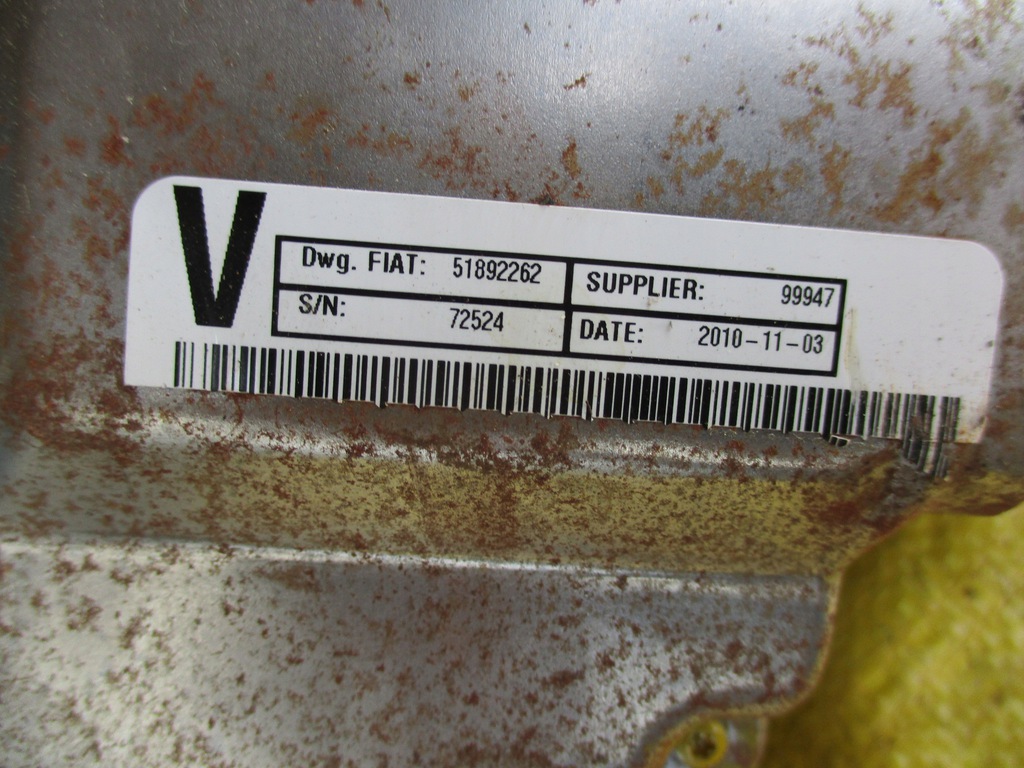 V
Dwg. FIAT: 51892262 SUPPLIER: 99947
S/N: 72524 DATE: 2010-11-03